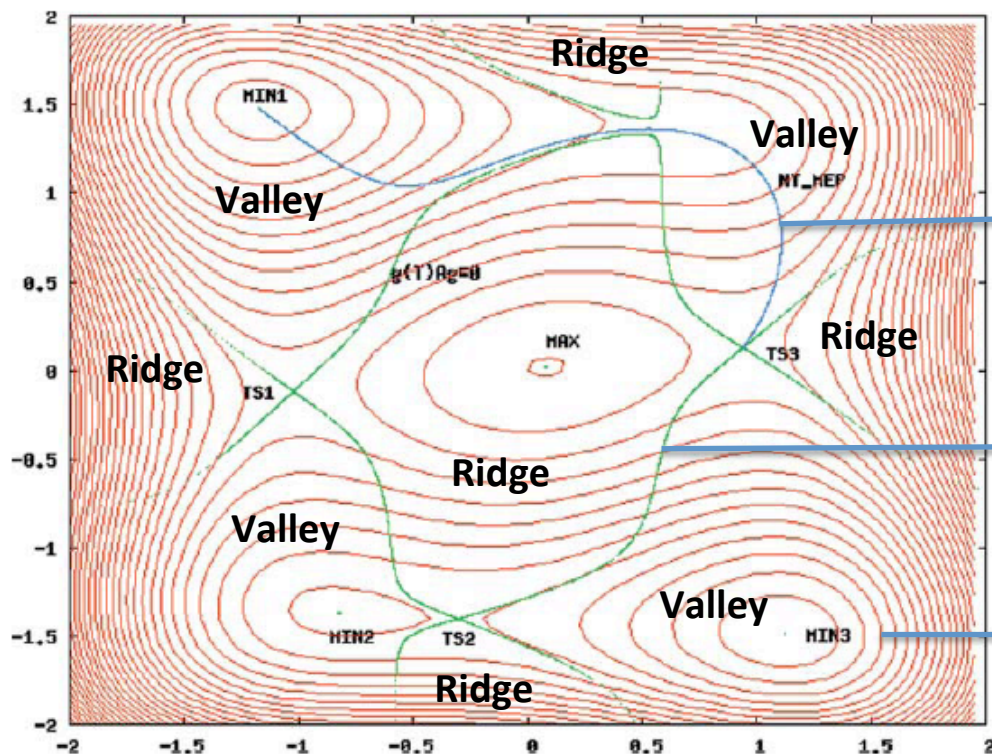 2
Ridge
MIN1
1.5
Valley
Valley
NT_MEP
1
g(T)Ag=0
0.5
MAX
Ridge
Ridge
TS3
0
TS1
-0.5
Ridge
Valley
-1
Valley
MIN2
TS2
MIN3
-1.5
Ridge
-2
-2 -1.5 -1 -0.5 0 0.5 1 1.5 2